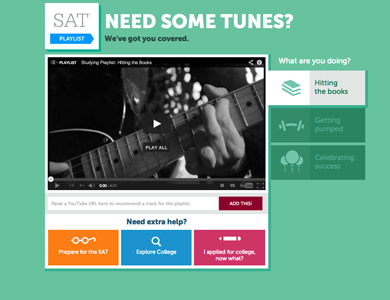 SAT
PLAYLIST
NEED SOME TUNES?
We've got you covered.
PLAYLIST Studying Playlist: Hitting the Books
What are you doing?
Hitting
the books
Getting
pumped
Celebrating
success
PLAY ALL
0:00 / 4:27
Paste a YouTube URL here to recommend a track for the playlist.
ADD THIS!
Need extra help?
Prepare for the SAT
Explore College
I applied for college,
now what?